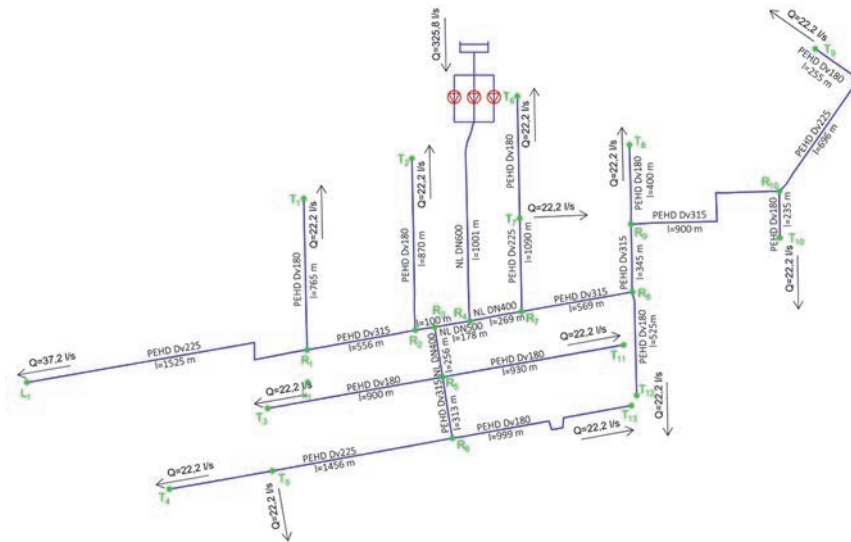 Q=325,8 l/s
Q=22,2 l/s
T9
PEHD Dv180
l=255 m
PEHD Dv225
l=696 m
T6
Q=22,2 l/s
PEHD Dv180
T7
Q=22,2 l/s
PEHD Dv225
l=1090 m
T8
Q=22,2 l/s
PEHD Dv180
l=400 m
R9
PEHD Dv315
l=900 m
R10
PEHD Dv180
l=235 m
T10
Q=22,2 l/s
T2
Q=22,2 l/s
PEHD Dv180
l=870 m
T1
Q=22,2 l/s
PEHD Dv180
l=765 m
NL DN600
l=1001 m
PEHD Dv315
l=345 m
R8
PEHD Dv315
l=569 m
R7
NL DN400
l=269 m
R4
NL DN500
l=178 m
R3
l=100 m
R2
PEHD Dv315
l=556 m
R1
PEHD Dv225
l=1525 m
Q=37,2 l/s
NL DN400
l=256 m
Q=22,2 l/s
T11
PEHD Dv180
l=930 m
R5
PEHD Dv180
l=900 m
Q=22,2 l/s
T3
PEHD Dv180
l=525m
T12
Q=22,2 l/s
T13
Q=22,2 l/s
PEHD Dv180
l=999 m
PEHD Dv315
l=313 m
R6
PEHD Dv225
l=1456 m
T5
Q=22,2 l/s
Q=22,2 l/s
T4